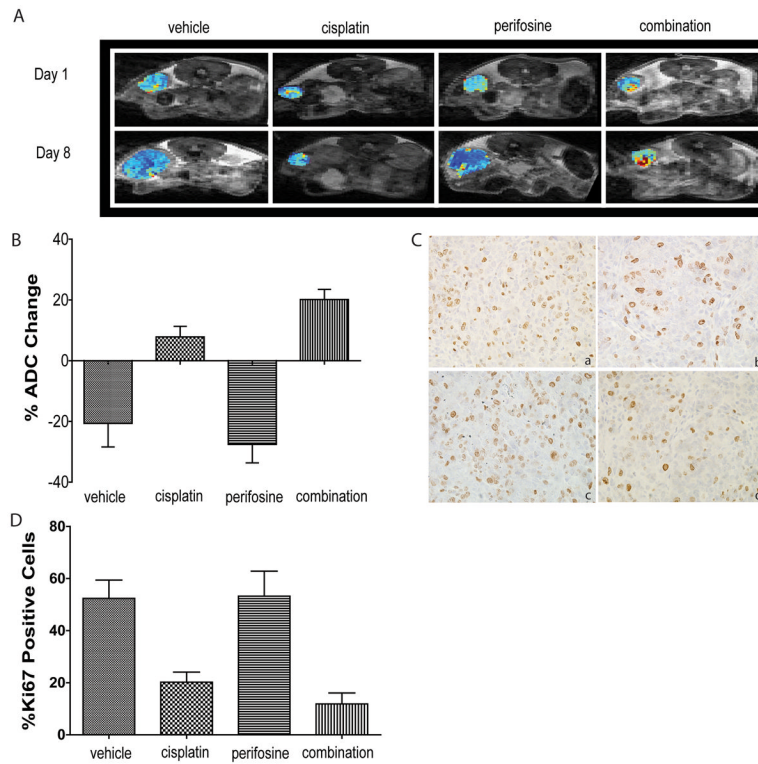 A
vehicle cisplatin perifosine combination
Day 1
Day 8
B
% ADC Change
40
20
0
-20
-40
vehicle cisplatin perifosine combination
C
a
b
c
d
D
%Ki67 Positive Cells
80
60
40
20
0
vehicle cisplatin perifosine combination